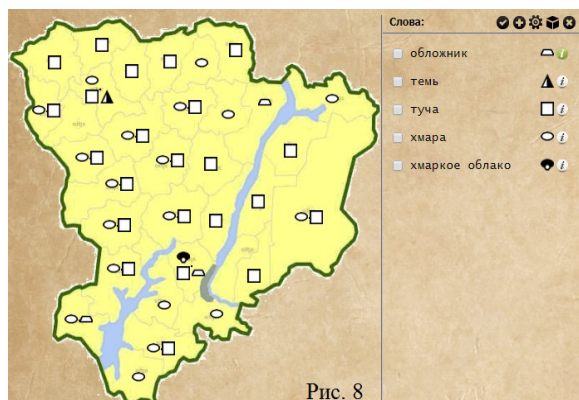 Слова:
обложник
темь
туча
хмара
хмаркое облако
Рис. 8